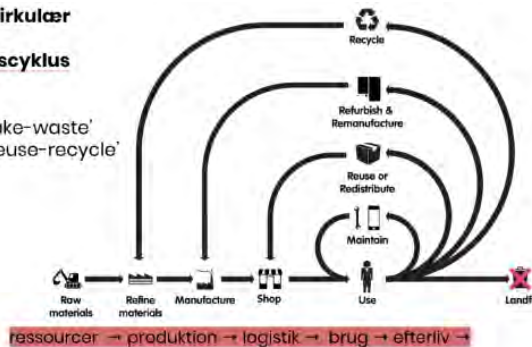 irkulær
scyklus
ake-waste'
euse-recycle'
Recycle
Refurbish &
Remanufacture
Reuse or
Redistribute
Maintain
Raw
materials
Refine
materials
Manufacture
Shop
Use
Landf
ressourcer → produktion → logistik → brug → efterliv →